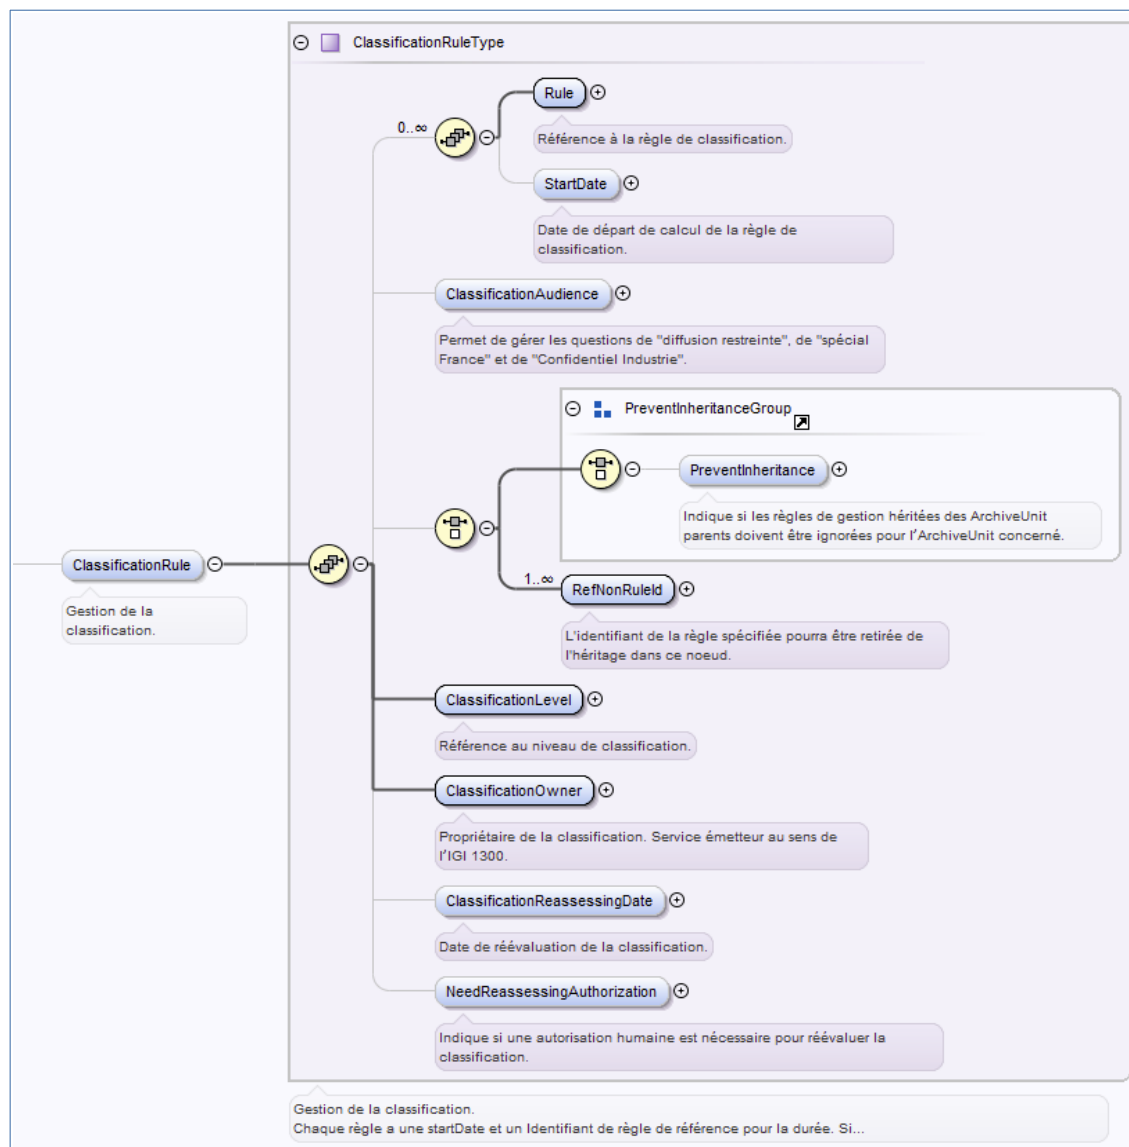 ClassificationRuleType
0..∞
Rule
Référence à la règle de classification.
StartDate
Date de départ de calcul de la règle de
classification.
ClassificationAudience
Permet de gérer les questions de "diffusion restreinte", de "spécial
France" et de "Confidentiel Industrie".
PreventInheritanceGroup
PreventInheritance
Indique si les règles de gestion héritées des ArchiveUnit
parents doivent être ignorées pour l'ArchiveUnit concerné.
ClassificationRule
Gestion de la
classification.
1..∞
RefNonRuleId
L'identifiant de la règle spécifiée pourra être retirée de
l'héritage dans ce noeud.
ClassificationLevel
Référence au niveau de classification.
ClassificationOwner
Propriétaire de la classification. Service émetteur au sens de
l'IGI 1300.
ClassificationReassessingDate
Date de réévaluation de la classification.
NeedReassessingAuthorization
Indique si une autorisation humaine est nécessaire pour réévaluer la
classification.
Gestion de la classification.
Chaque règle a une startDate et un Identifiant de règle de référence pour la durée. Si...